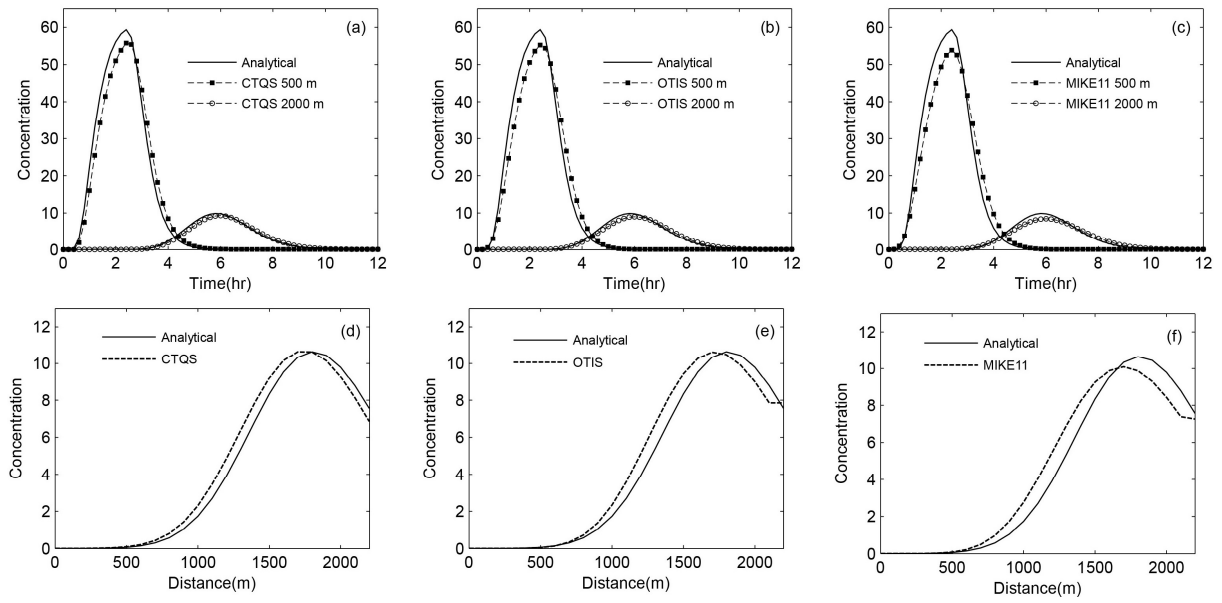 60
50
40
30
20
10
0
0 2 4 6 8 10 12
Concentration
Time(hr)
(a)
Analytical
CTQS 500 m
CTQS 2000 m
60
50
40
30
20
10
0
0 2 4 6 8 10 12
Concentration
Time(hr)
(b)
Analytical
OTIS 500 m
OTIS 2000 m
60
50
40
30
20
10
0
0 2 4 6 8 10 12
Concentration
Time(hr)
(c)
Analytical
MIKE11 500 m
MIKE11 2000 m
12
10
8
6
4
2
0
0 500 1000 1500 2000
Concentration
Distance(m)
(d)
Analytical
CTQS
12
10
8
6
4
2
0
0 500 1000 1500 2000
Concentration
Distance(m)
(e)
Analytical
OTIS
12
10
8
6
4
2
0
0 500 1000 1500 2000
Concentration
Distance(m)
(f)
Analytical
MIKE11